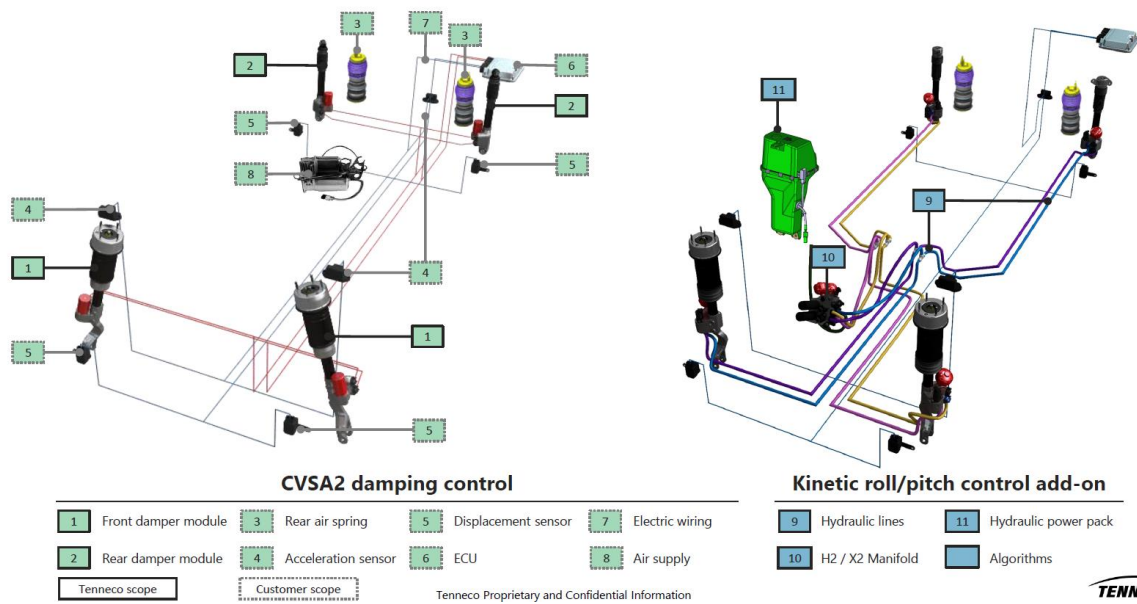 3
7
3
2
6
2
5
8
5
4
1
4
1
5
5
11
9
10
CVSA2 damping control
1 Front damper module
3 Rear air spring
5 Displacement sensor
7 Electric wiring
2 Rear damper module
4 Acceleration sensor
6 ECU
8 Air supply
Tenneco scope
Customer scope
Kinetic roll/pitch control add-on
9 Hydraulic lines
11 Hydraulic power pack
10 H2 / X2 Manifold
Algorithms
Tenneco Proprietary and Confidential Information
TENN